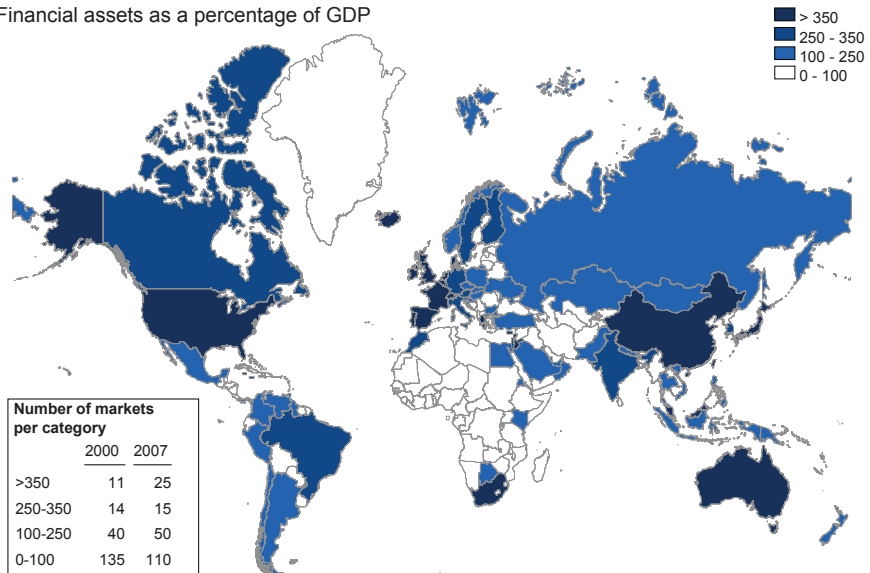 Financial assets as a percentage of GDP
> 350
250 - 350
100 - 250
0 - 100
Number of markets
per category
2000 2007
>350 11 25
250-350 14 15
100-250 40 50
0-100 135 110